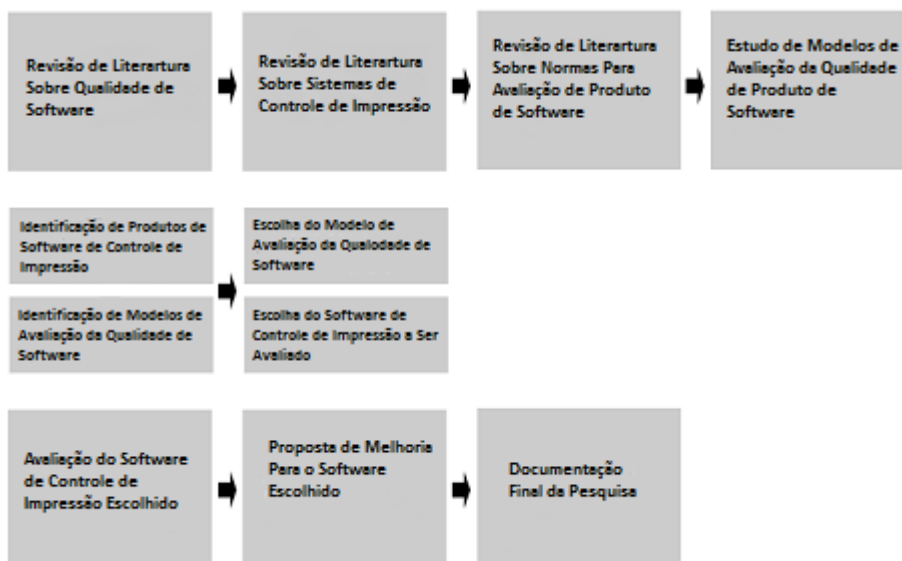 Revisão de Literartura
Sobre Qualidade de
Software
Revisão de Literartura
Sobre Sistemas de
Controle de Impressão
Revisão de Literartura
Sobre Normas Para
Avaliação de Produto
de Software
Estudo de Modelos de
Avaliação da Qualidade
de Produto de
Software
Identificação de Produtos de
Software de Controle de
Impressão
Escolha do Modelo de
Avaliação da Qualodade de
Software
Identificação de Modelos de
Avaliação da Qualidade de
Software
Escolha do Software de
Controle de Impressão a Ser
Avaliado
Avaliação do Software
de Controle de
Impressão Escolhido
Proposta de Melhoria
Para o Software
Escolhido
Documentação
Final da Pesquisa